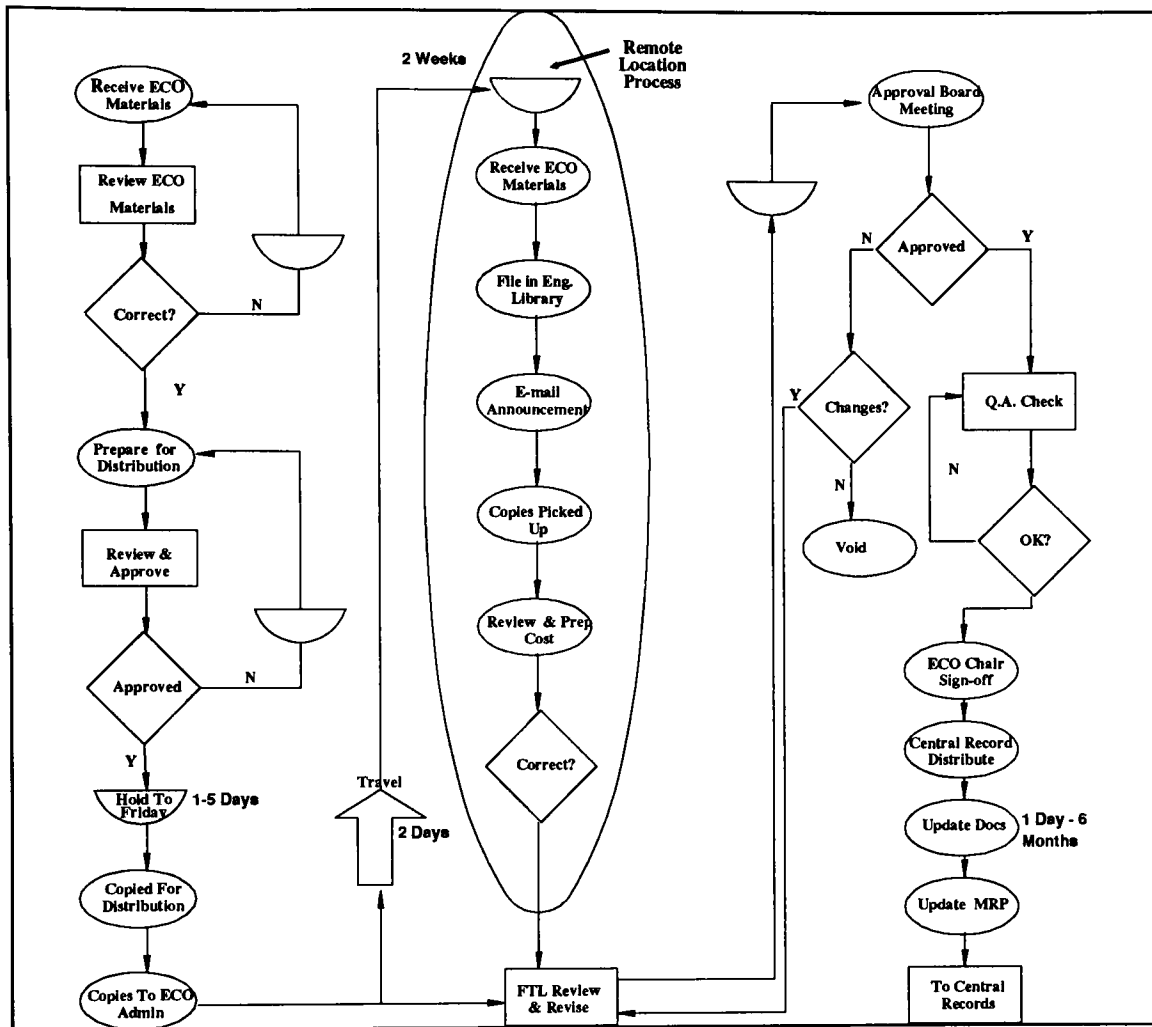 Receive ECO
Materials
Review ECO
Materials
Correct?
N
Y
Prepare for
Distribution
Review &
Approve
Approved
N
Y
Hold To
Friday
1-5 Days
Copied For
Distribution
Copies To ECO
Admin
Travel
2 Days
2 Weeks
Remote
Location
Process
Receive ECO
Materials
File in Eng.
Library
E-mail
Announcement
Copies Picked
Up
Review & Prep
Cost
Correct?
FTL Review
& Revise
Approval Board
Meeting
N
Approved
Y
Y
Changes?
N
Void
Q.A. Check
N
OK?
ECO Chair
Sign-off
Central Record
Distribute
Update Docs
1 Day - 6
Months
Update MRP
To Central
Records